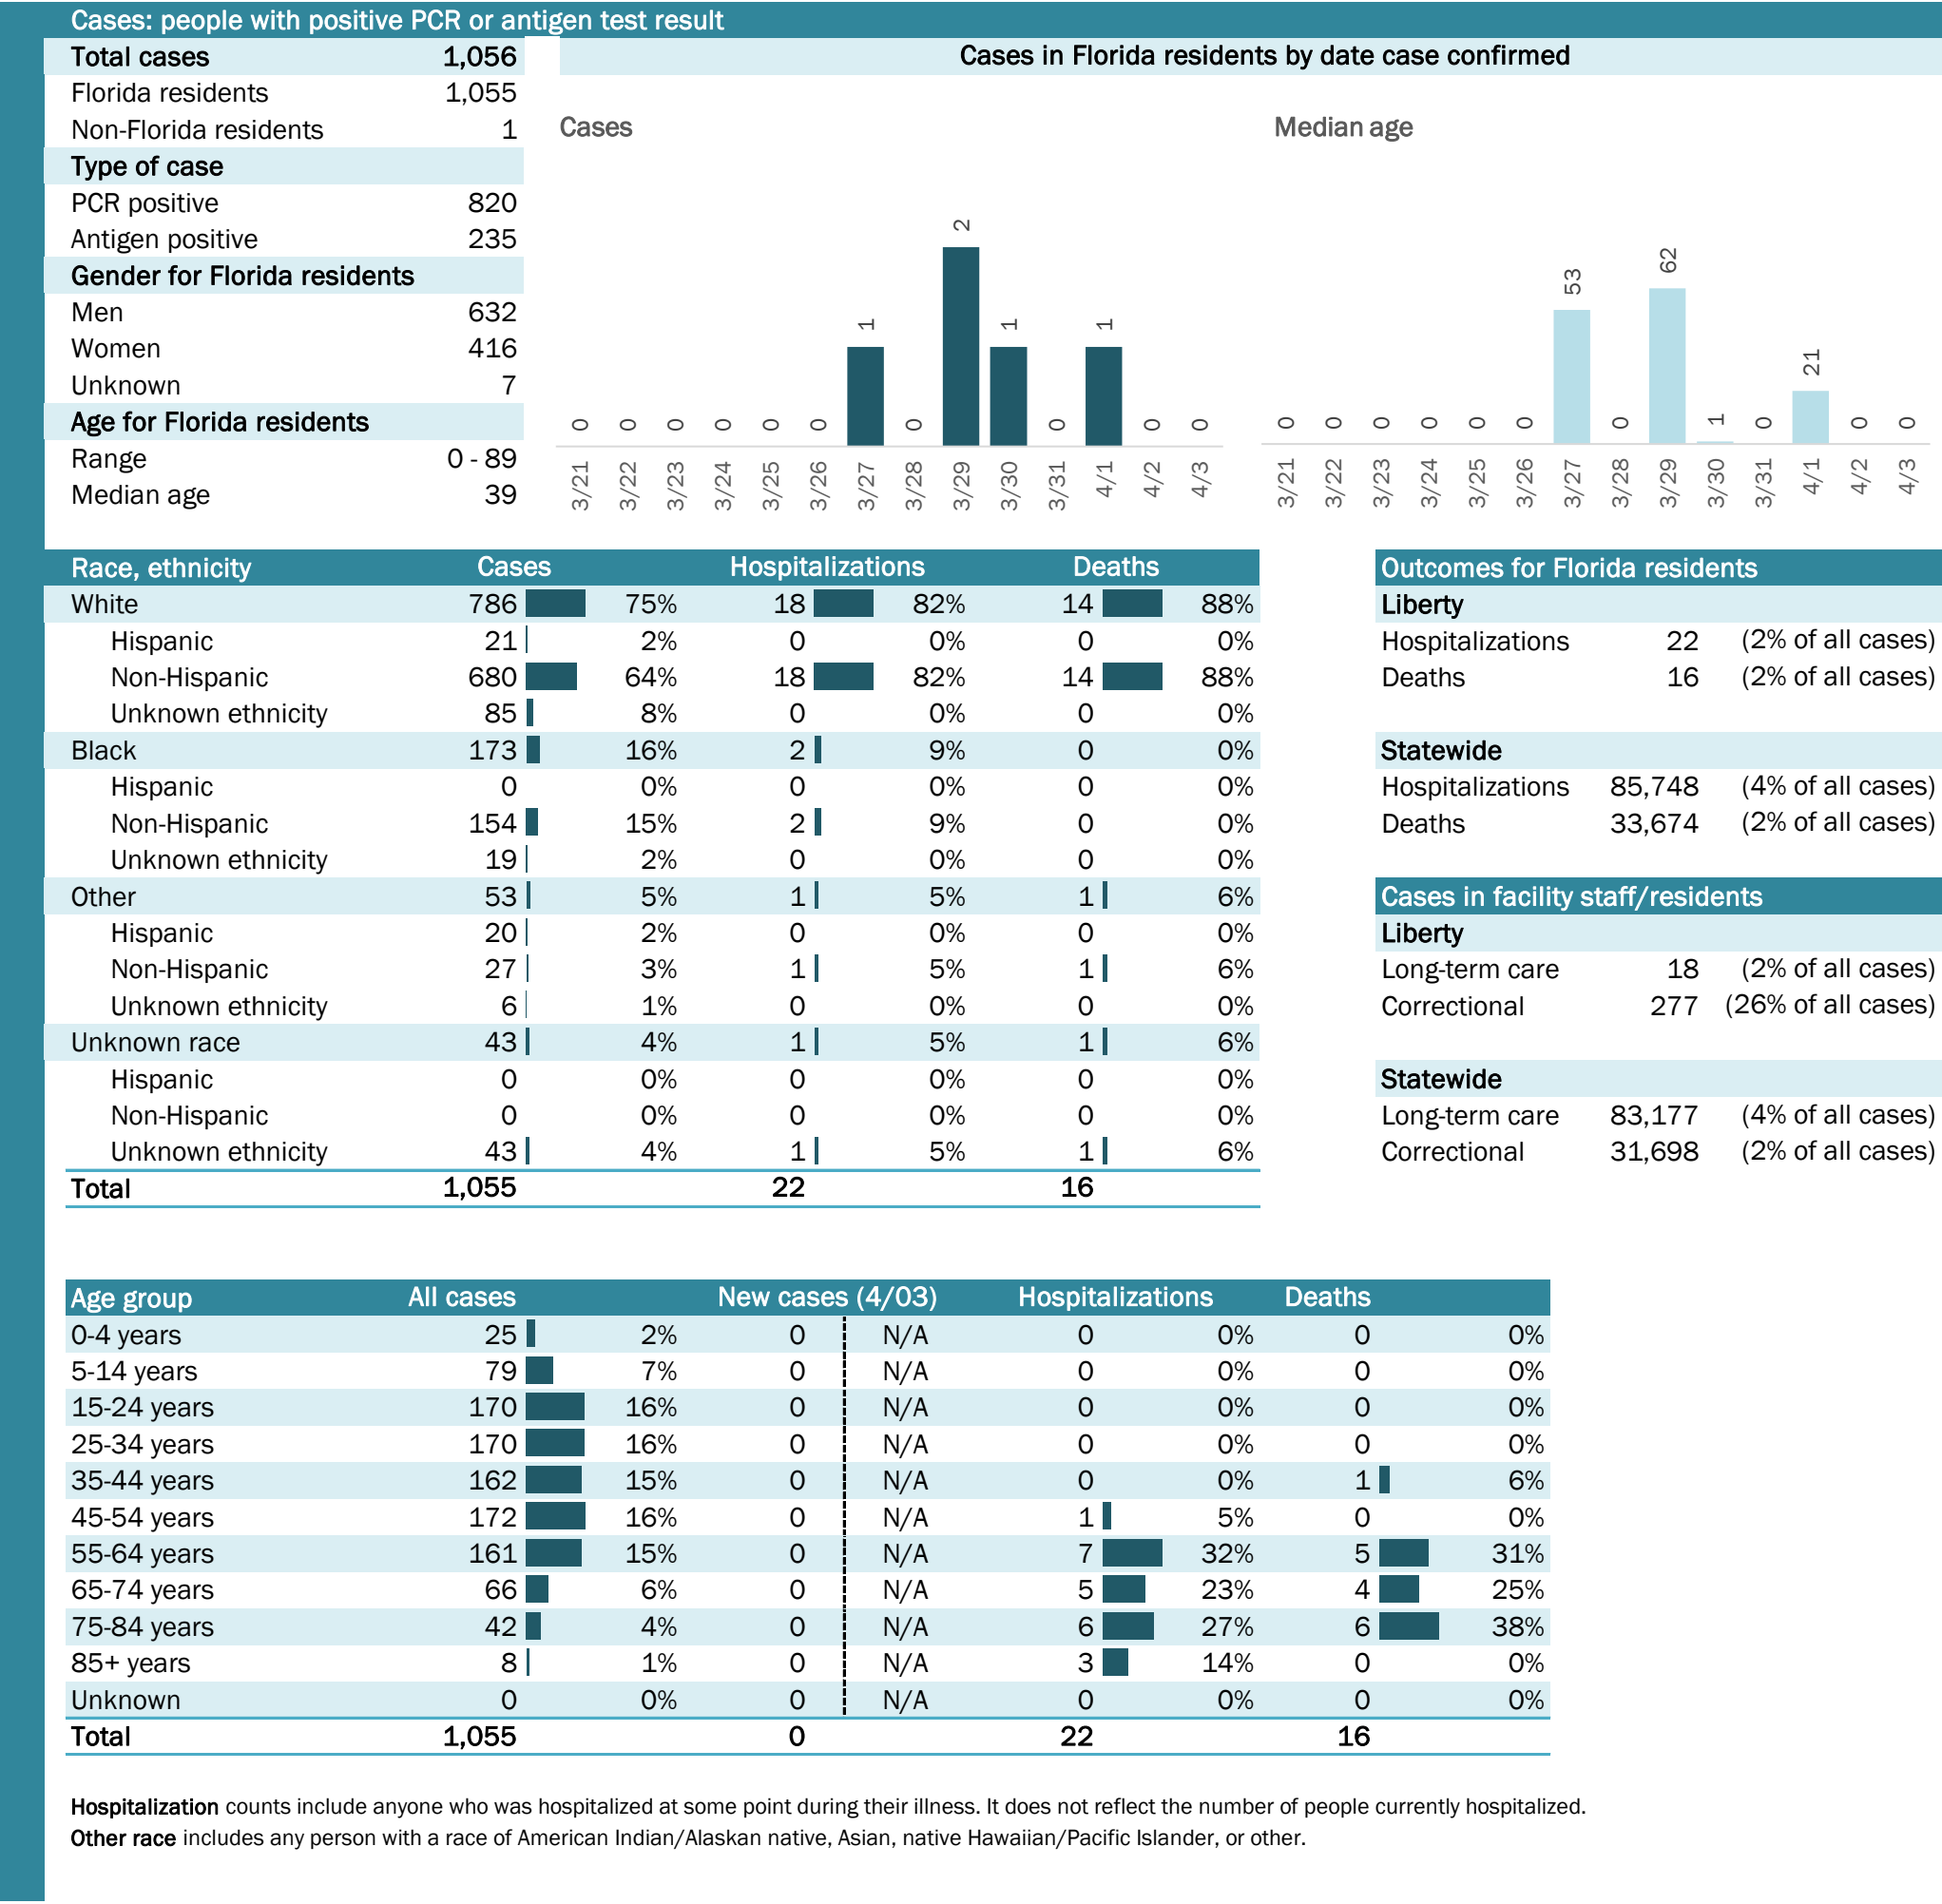 Cases: people with positive PCR or antigen test result
Total cases 1,056
Florida residents 1,055
Non-Florida residents 1
Type of case
PCR positive 820
Antigen positive 235
Gender for Florida residents
Men 632
Women 416
Unknown 7
Age for Florida residents
Range 0 - 89
Median age 39
Cases in Florida residents by date case confirmed
Cases
0 0 0 0 0 0 1 0 2 1 0 1 0 0
3/21 3/22 3/23 3/24 3/25 3/26 3/27 3/28 3/29 3/30 3/31 4/1 4/2 4/3
Median age
0 0 0 0 0 0 53 0 62 1 0 21 0 0
3/21 3/22 3/23 3/24 3/25 3/26 3/27 3/28 3/29 3/30 3/31 4/1 4/2 4/3
Race, ethnicity Cases Hospitalizations Deaths
White 786 75% 18 82% 14 88%
Hispanic 21 2% 0 0% 0 0%
Non-Hispanic 680 64% 18 82% 14 88%
Unknown ethnicity 85 8% 0 0% 0 0%
Black 173 16% 2 9% 0 0%
Hispanic 0 0% 0 0% 0 0%
Non-Hispanic 154 15% 2 9% 0 0%
Unknown ethnicity 19 2% 0 0% 0 0%
Other 53 5% 1 5% 1 6%
Hispanic 20 2% 0 0% 0 0%
Non-Hispanic 27 3% 1 5% 1 6%
Unknown ethnicity 6 1% 0 0% 0 0%
Unknown race 43 4% 1 5% 1 6%
Hispanic 0 0% 0 0% 0 0%
Non-Hispanic 0 0% 0 0% 0 0%
Unknown ethnicity 43 4% 1 5% 1 6%
Total 1,055 22 16
Outcomes for Florida residents
Liberty
Hospitalizations 22 (2% of all cases)
Deaths 16 (2% of all cases)
Statewide
Hospitalizations 85,748 (4% of all cases)
Deaths 33,674 (2% of all cases)
Cases in facility staff/residents
Liberty
Long-term care 18 (2% of all cases)
Correctional 277 (26% of all cases)
Statewide
Long-term care 83,177 (4% of all cases)
Correctional 31,698 (2% of all cases)
Age group All cases New cases (4/03) Hospitalizations Deaths
0-4 years 25 2% 0 N/A 0 0% 0 0%
5-14 years 79 7% 0 N/A 0 0% 0 0%
15-24 years 170 16% 0 N/A 0 0% 0 0%
25-34 years 170 16% 0 N/A 0 0% 0 0%
35-44 years 162 15% 0 N/A 0 0% 1 6%
45-54 years 172 16% 0 N/A 1 5% 0 0%
55-64 years 161 15% 0 N/A 7 32% 5 31%
65-74 years 66 6% 0 N/A 5 23% 4 25%
75-84 years 42 4% 0 N/A 6 27% 6 38%
85+ years 8 1% 0 N/A 3 14% 0 0%
Unknown 0 0% 0 N/A 0 0% 0 0%
Total 1,055 0 22 16
Hospitalization counts include anyone who was hospitalized at some point during their illness. It does not reflect the number of people currently hospitalized.
Other race includes any person with a race of American Indian/Alaskan native, Asian, native Hawaiian/Pacific Islander, or other.